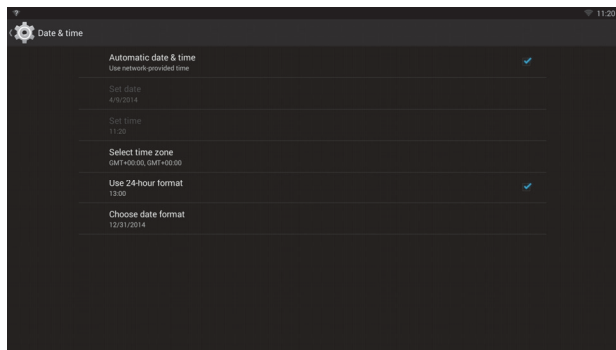 11:20
Date & time
Automatic date & time
Use network-provided time
Set date
4/9/2014
Set time
11:20
Select time zone
GMT+00:00, GMT+00:00
Use 24-hour format
13:00
Choose date format
12/31/2014